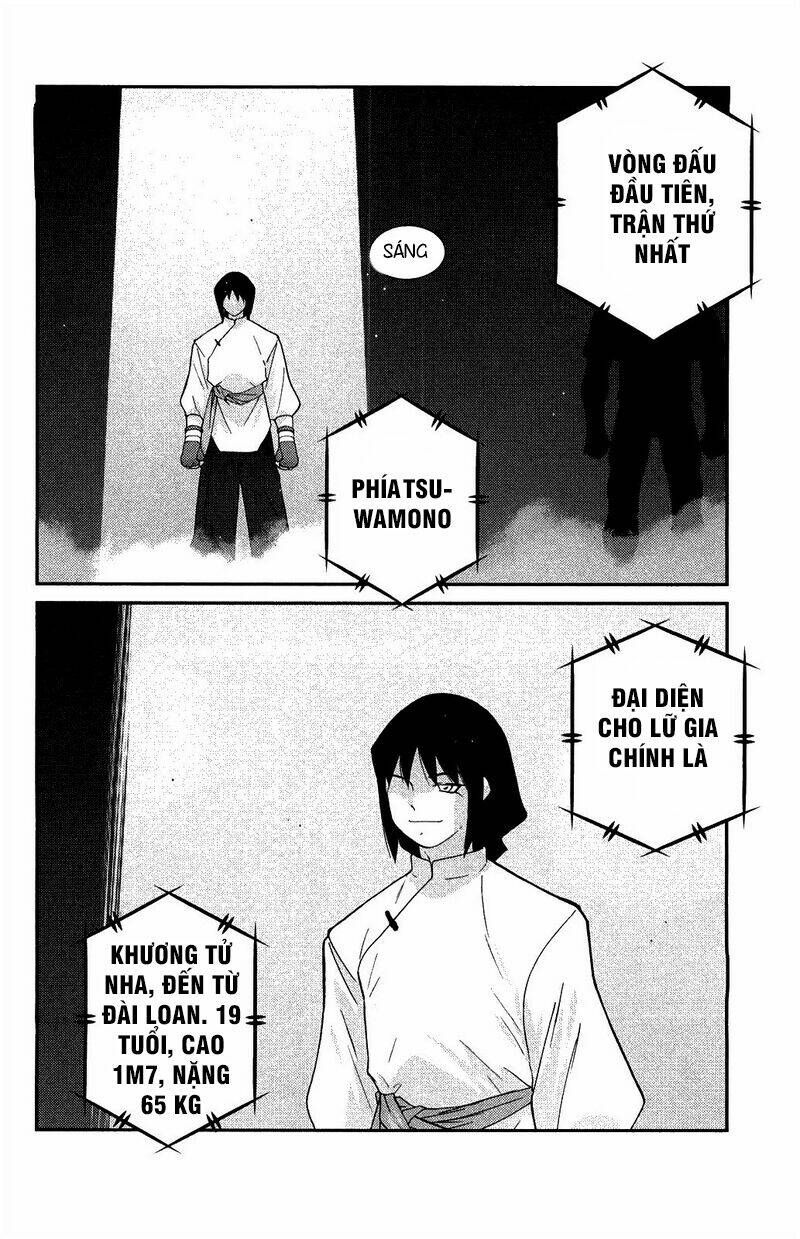 VÒNG ĐẤU
ĐẦU TIÊN,
TRẬN THỨ
NHẤT
SÁNG
PHÍA TSU-
WAMONO
ĐẠI DIỆN
CHO LỮ GIA
CHÍNH LÀ
KHƯƠNG TỬ
NHA, ĐẾN TỪ
ĐÀI LOAN. 19
TUỔI, CAO
1M7, NẶNG
65 KG